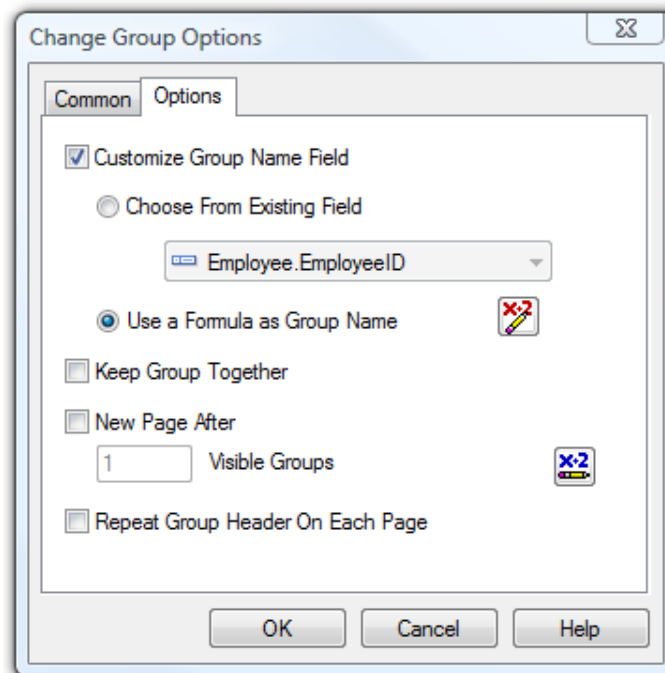 Change Group Options
Common Options
Customize Group Name Field
Choose From Existing Field
Employee.EmployeeID
Use a Formula as Group Name X+2
Keep Group Together
New Page After
1 Visible Groups X+2
Repeat Group Header On Each Page
OK Cancel Help